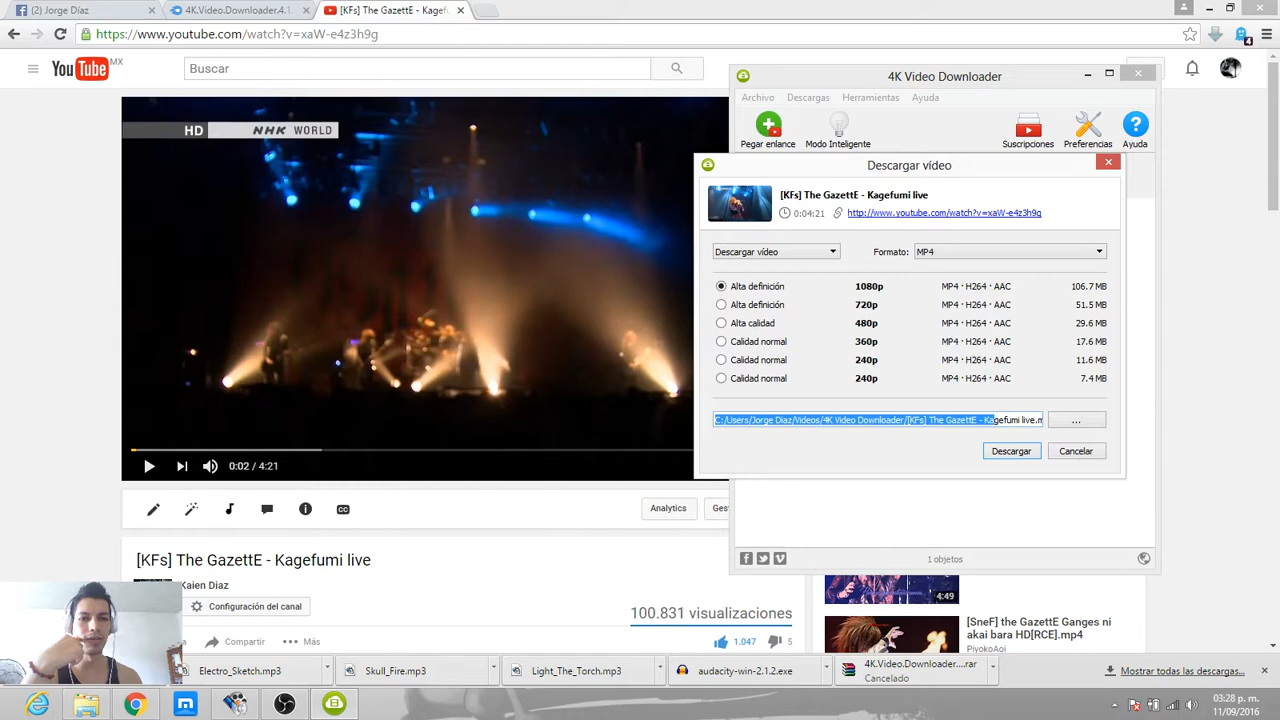 (2) Jorge Díaz
4K.Video.Downloader.4.1.
[KFs] The GazettE - Kagef
https://www.youtube.com/watch?v=xaW-e4z3h9g
4
YouTube MX
Buscar
HD NHK WORLD
0:02 / 4:21
4K Video Downloader
Archivo Descargas Herramientas Ayuda
Pegar enlace Modo Inteligente Suscripciones Preferencias Ayuda
Descargar vídeo
[KFs] The GazettE - Kagefumi live
0:04:21 http://www.youtube.com/watch?v=xaW-e4z3h9g
Descargar vídeo Formato: MP4
Alta definición 1080p MP4 · H264 · AAC 106.7 MB
Alta definición 720p MP4 · H264 · AAC 51.5 MB
Alta calidad 480p MP4 · H264 · AAC 29.6 MB
Calidad normal 360p MP4 · H264 · AAC 17.6 MB
Calidad normal 240p MP4 · H264 · AAC 11.6 MB
Calidad normal 240p MP4 · H264 · AAC 7.4 MB
C:/Users/Jorge Diaz/Videos/4K Video Downloader/[KFs] The GazettE - Kagefumi live.m
...
Descargar Cancelar
1 objetos
Analytics Ges
[KFs] The GazettE - Kagefumi live
Kaien Diaz
Configuración del canal
100.831 visualizaciones
Compartir Más
1.047 5
4:49
[SneF] the GazettE Ganges ni
akai bara HD[RCE].mp4
PiyokoAoi
Electro_Sketch.mp3
Skull_Fire.mp3
Light_The_Torch.mp3
audacity-win-2.1.2.exe
4K.Video.Downloader....rar
Cancelado
Mostrar todas las descargas...
03:28 p. m.
11/09/2016